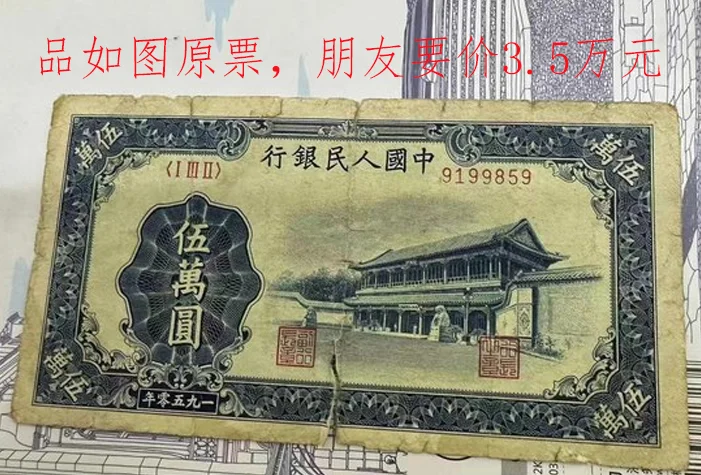 品如图原票，朋友要价3.5万元
伍萬
伍萬
行銀民人國中
〈I III II〉
9199859
伍萬圓
年零五九一
伍萬
伍萬